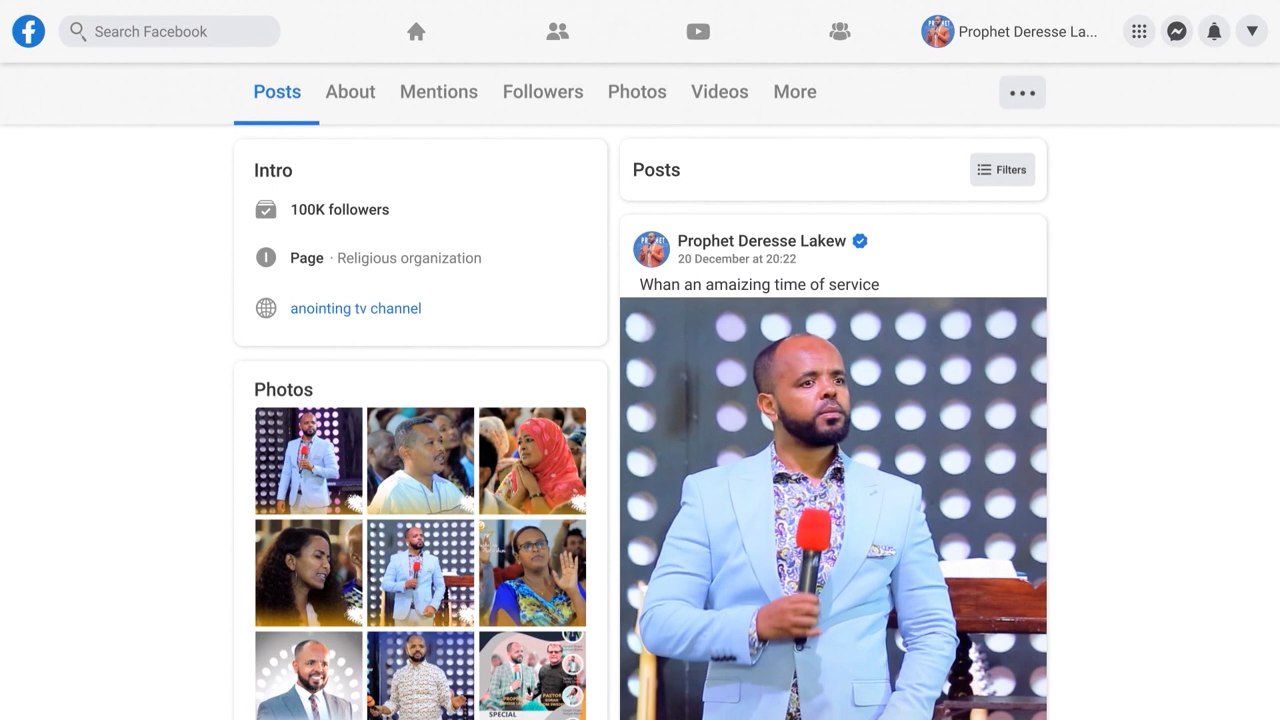 Search Facebook
Prophet Deresse La...
Posts
About
Mentions
Followers
Photos
Videos
More
Intro
100K followers
Page · Religious organization
anointing tv channel
Photos
SPECIAL
Posts
Filters
Prophet Deresse Lakew
20 December at 20:22
Whan an amaizing time of service